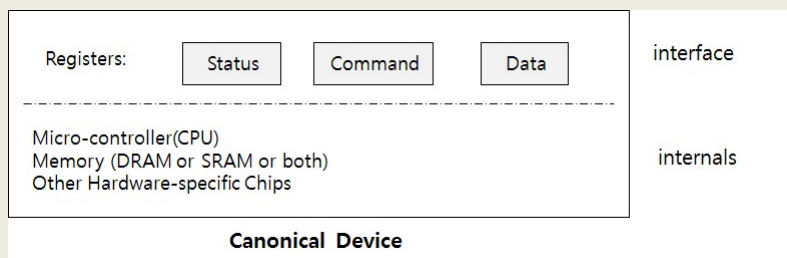 Registers: Status Command Data
interface
Micro-controller(CPU)
Memory (DRAM or SRAM or both)
Other Hardware-specific Chips
internals
Canonical Device